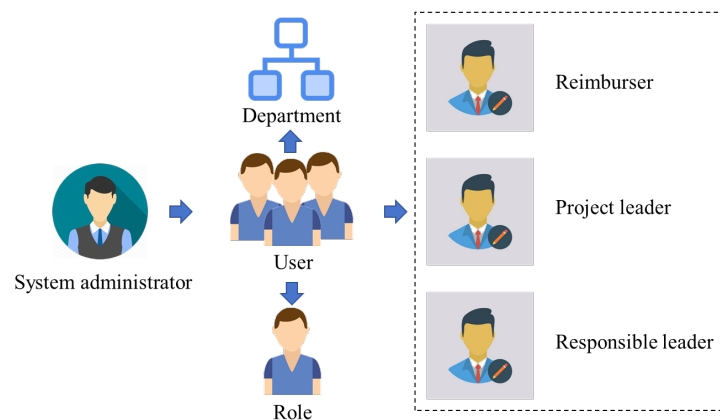 Department
System administrator
User
Role
Reimburser
Project leader
Responsible leader